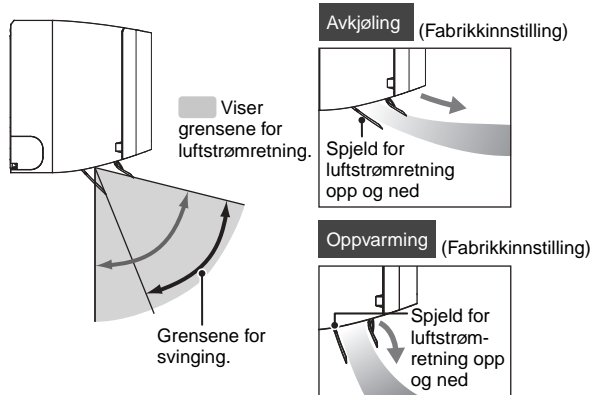 Viser
grensene for
luftstrømretning.
Grensene for
svinging.
Avkjøling (Fabrikkinnstilling)
Spjeld for
luftstrømretning
opp og ned
Oppvarming (Fabrikkinnstilling)
Spjeld for
luftstrøm-
retning opp
og ned